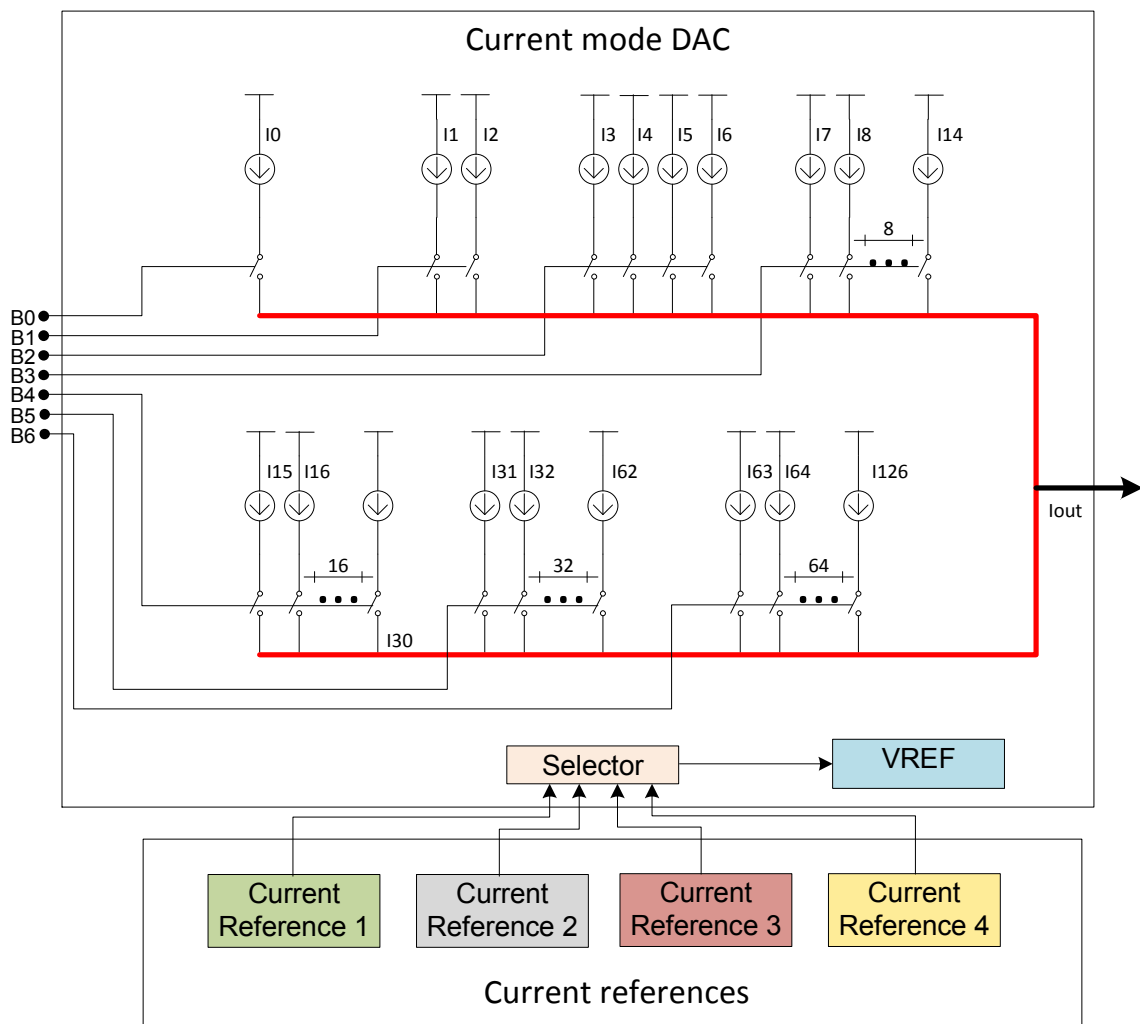 Current mode DAC
I0 I1 I2 I3 I4 I5 I6 I7 I8 I14
8
B0
B1
B2
B3
B4
B5
B6
I15 I16 I31 I32 I62 I63 I64 I126
Iout
16 32 64
I30
Selector
VREF
Current
Reference 1
Current
Reference 2
Current
Reference 3
Current
Reference 4
Current references